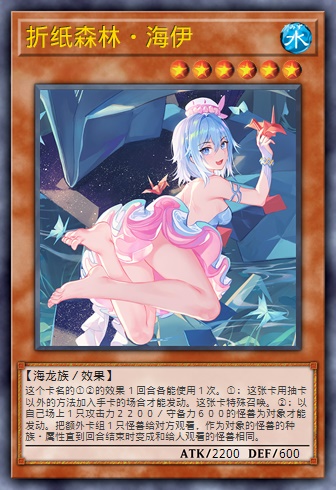 折纸森林・海伊
水
【海龙族／效果】
这个卡名的①②的效果1回合各能使用1次。①：这张卡用抽卡
以外的方法加入手卡的场合才能发动。这张卡特殊召唤。②：以
自己场上1只攻击力2200／守备力600的怪兽为对象才能
发动。把额外卡组1只怪兽给对方观看，作为对象的怪兽的种
族・属性直到回合结束时变成和给人观看的怪兽相同。
ATK/2200 DEF/600